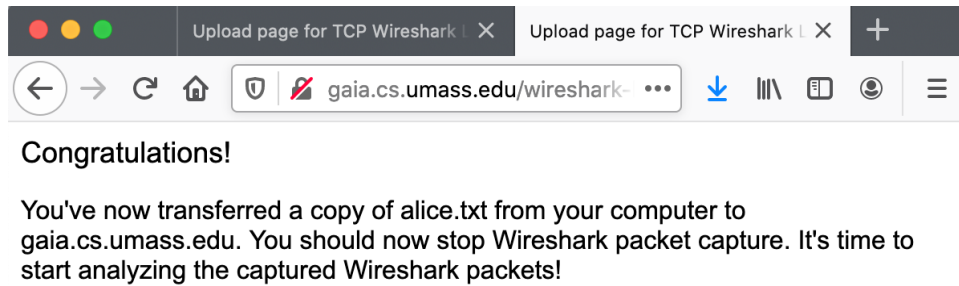 Upload page for TCP Wireshark L Upload page for TCP Wireshark L
gaia.cs.umass.edu/wireshark-
Congratulations!
You've now transferred a copy of alice.txt from your computer to
gaia.cs.umass.edu. You should now stop Wireshark packet capture. It's time to
start analyzing the captured Wireshark packets!